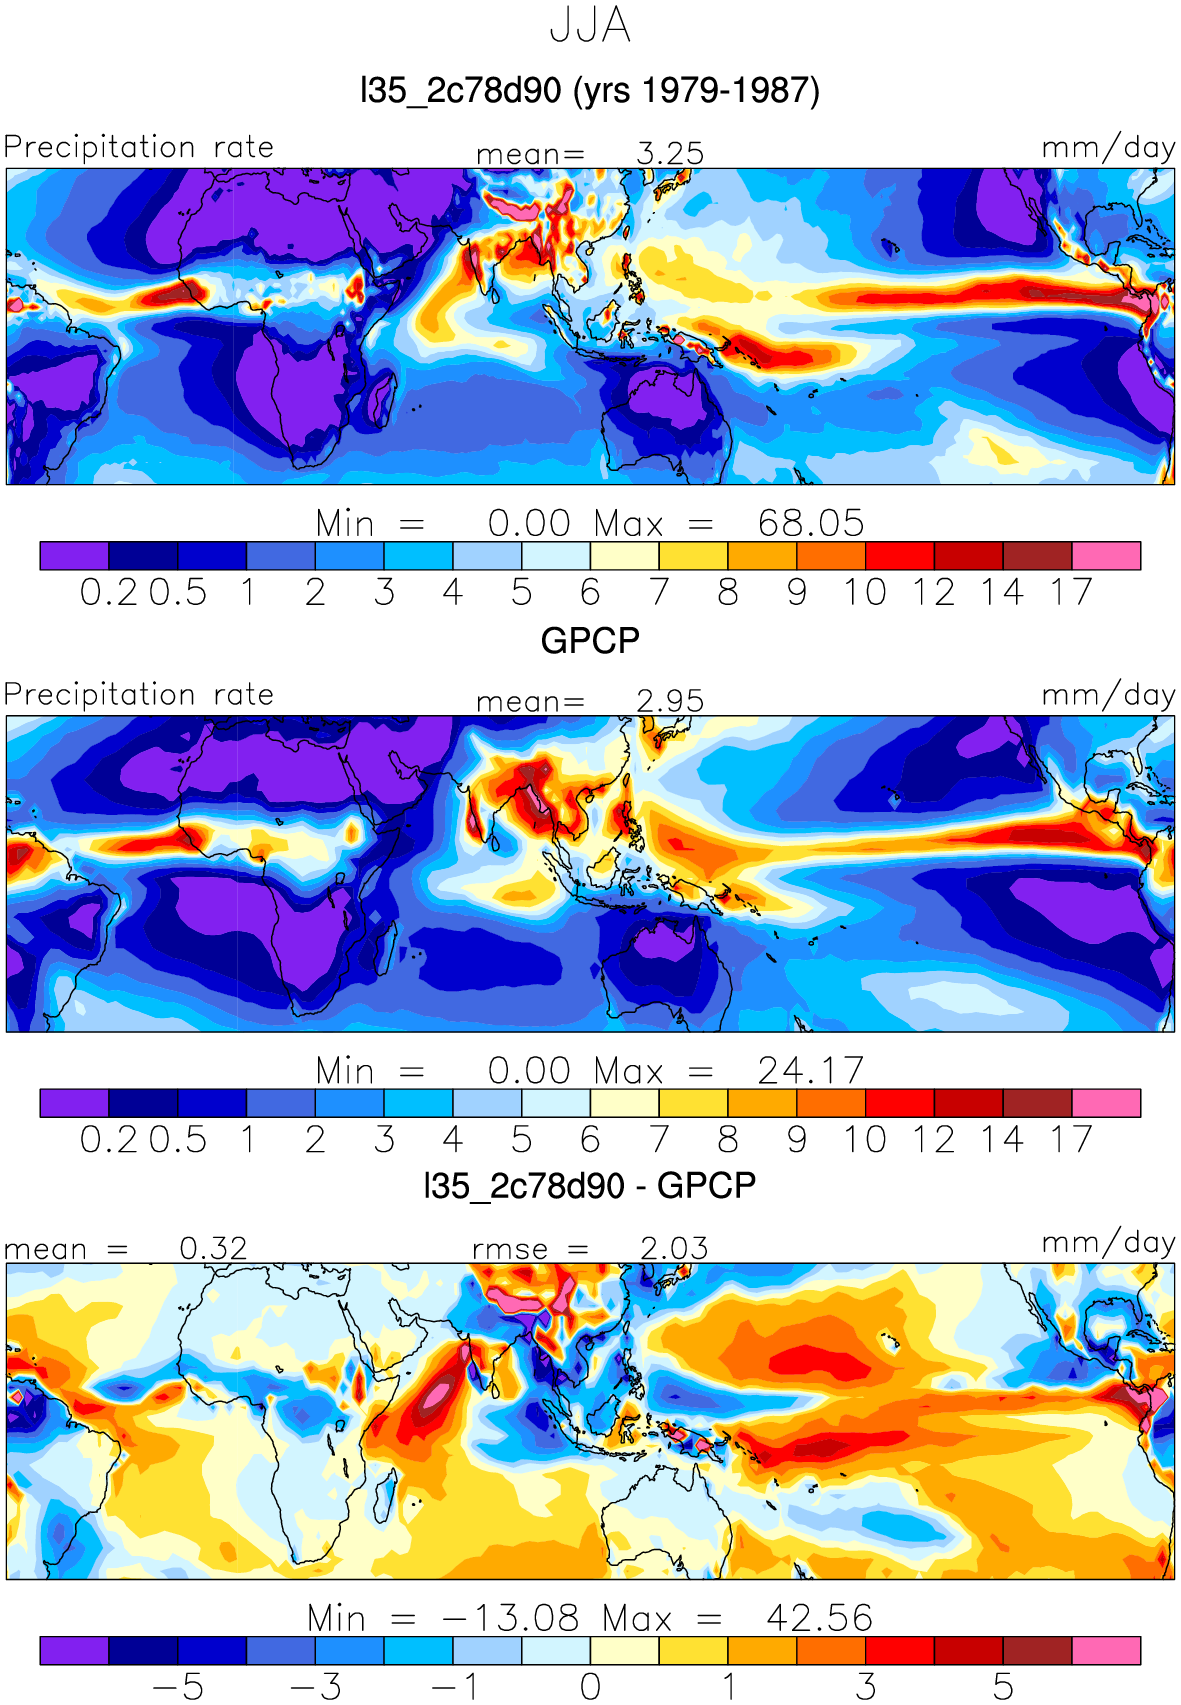 JJA
l35_2c78d90 (yrs 1979-1987)
Precipitation rate mean= 3.25 mm/day
Min = 0.00 Max = 68.05
0.2 0.5 1 2 3 4 5 6 7 8 9 10 12 14 17
GPCP
Precipitation rate mean= 2.95 mm/day
Min = 0.00 Max = 24.17
0.2 0.5 1 2 3 4 5 6 7 8 9 10 12 14 17
l35_2c78d90 - GPCP
mean = 0.32 rmse = 2.03 mm/day
Min = -13.08 Max = 42.56
-5 -3 -1 0 1 3 5